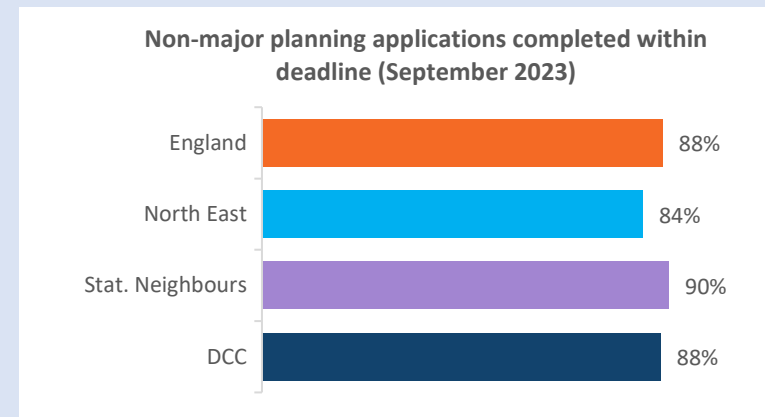 Non-major planning applications completed within
deadline (September 2023)
England 88%
North East 84%
Stat. Neighbours 90%
DCC 88%